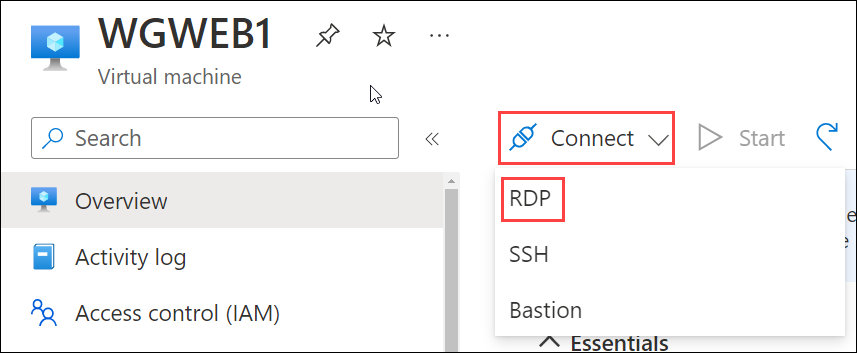 WGWEB1
Virtual machine
Search
Connect
Start
Overview
RDP
Activity log
SSH
Access control (IAM)
Bastion
Essentials